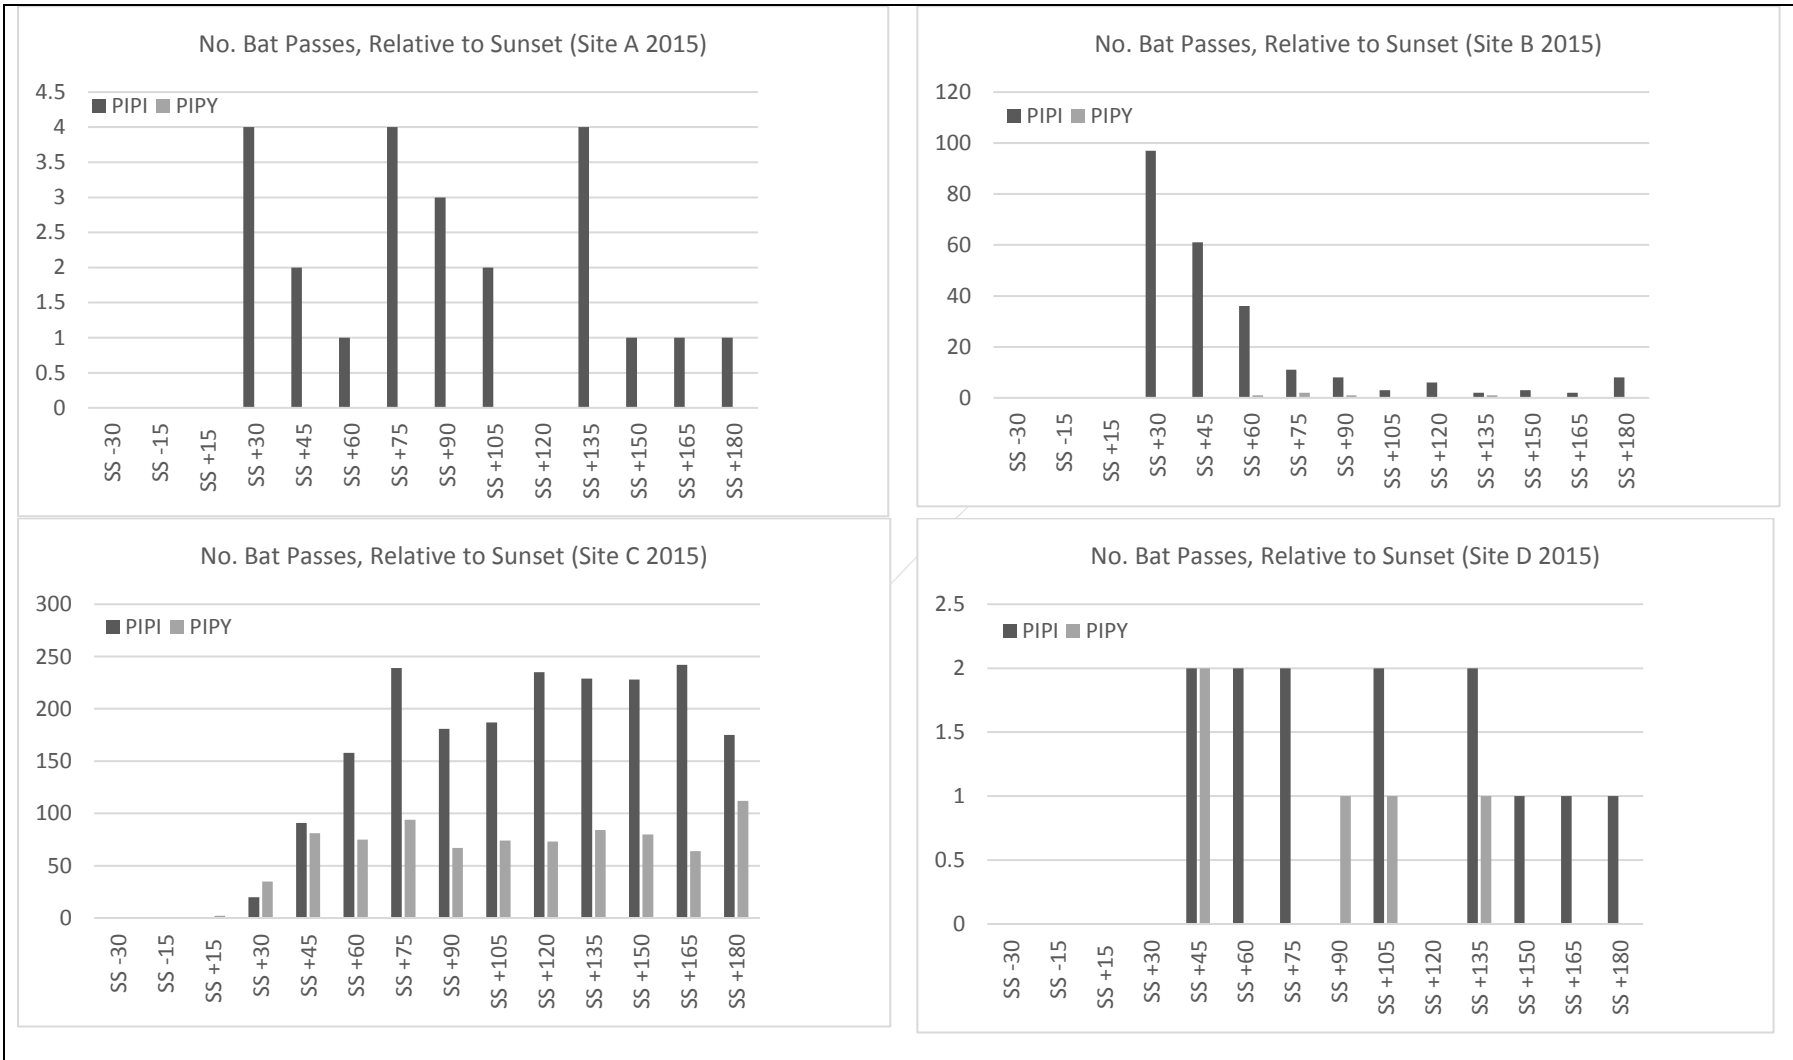 No. Bat Passes, Relative to Sunset (Site A 2015)
4.5
4
3.5
3
2.5
2
1.5
1
0.5
0
PIPI PIPY
SS -30
SS -15
SS +15
SS +30
SS +45
SS +60
SS +75
SS +90
SS +105
SS +120
SS +135
SS +150
SS +165
SS +180
No. Bat Passes, Relative to Sunset (Site B 2015)
120
100
80
60
40
20
0
PIPI PIPY
SS -30
SS -15
SS +15
SS +30
SS +45
SS +60
SS +75
SS +90
SS +105
SS +120
SS +135
SS +150
SS +165
SS +180
No. Bat Passes, Relative to Sunset (Site C 2015)
300
250
200
150
100
50
0
PIPI PIPY
SS -30
SS -15
SS +15
SS +30
SS +45
SS +60
SS +75
SS +90
SS +105
SS +120
SS +135
SS +150
SS +165
SS +180
No. Bat Passes, Relative to Sunset (Site D 2015)
2.5
2
1.5
1
0.5
0
PIPI PIPY
SS -30
SS -15
SS +15
SS +30
SS +45
SS +60
SS +75
SS +90
SS +105
SS +120
SS +135
SS +150
SS +165
SS +180